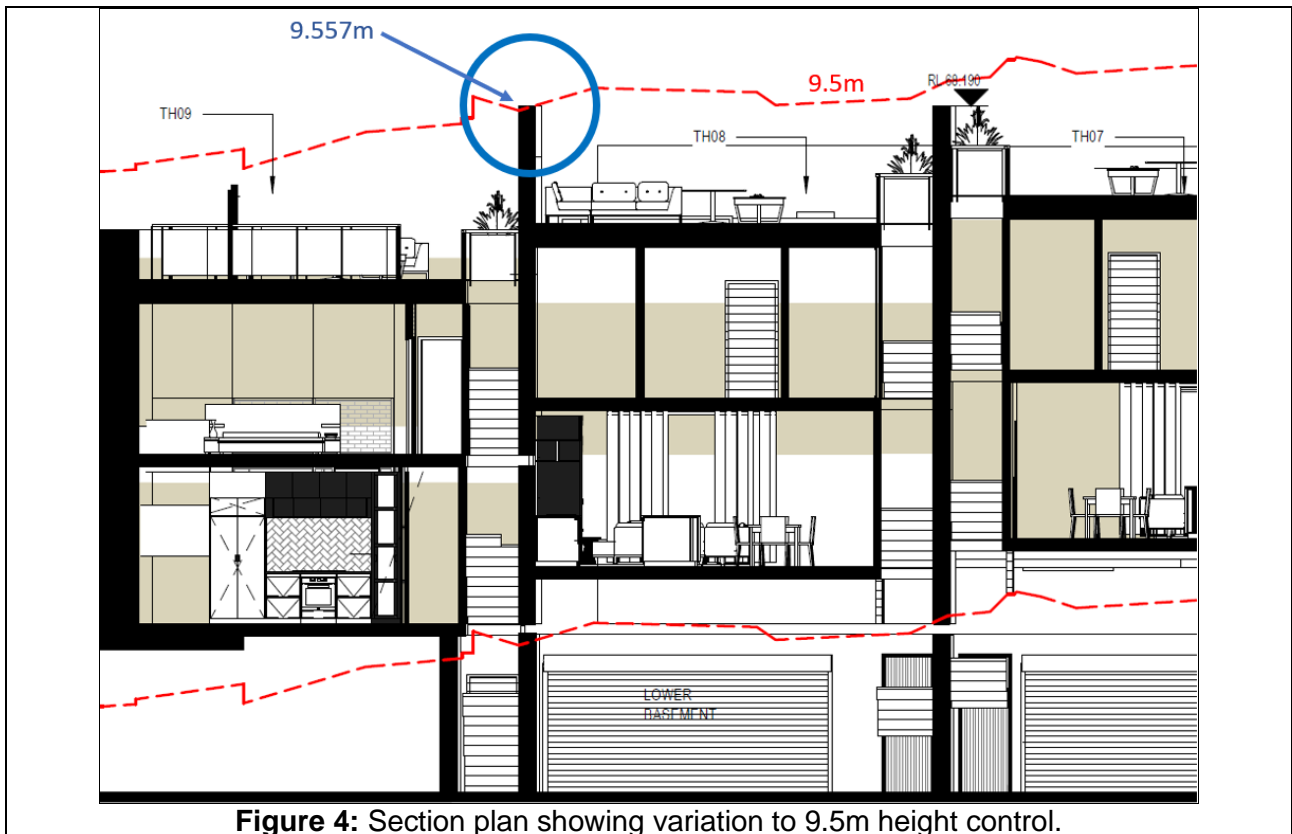 9.557m
9.5m
RL 68.190
TH09
TH08
TH07
LOWER
BASEMENT
Figure 4: Section plan showing variation to 9.5m height control.